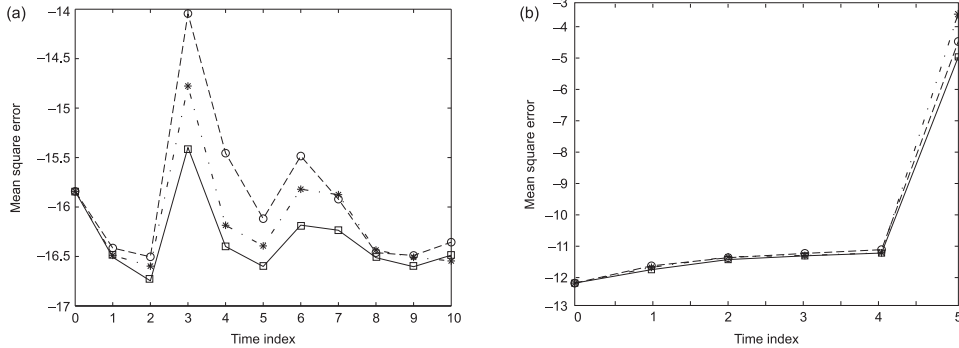 (a)
Mean square error
–14
–14.5
–15
–15.5
–16
–16.5
–17
0 1 2 3 4 5 6 7 8 9 10
Time index
(b)
Mean square error
–3
–4
–5
–6
–7
–8
–9
–10
–11
–12
–13
0 1 2 3 4 5
Time index